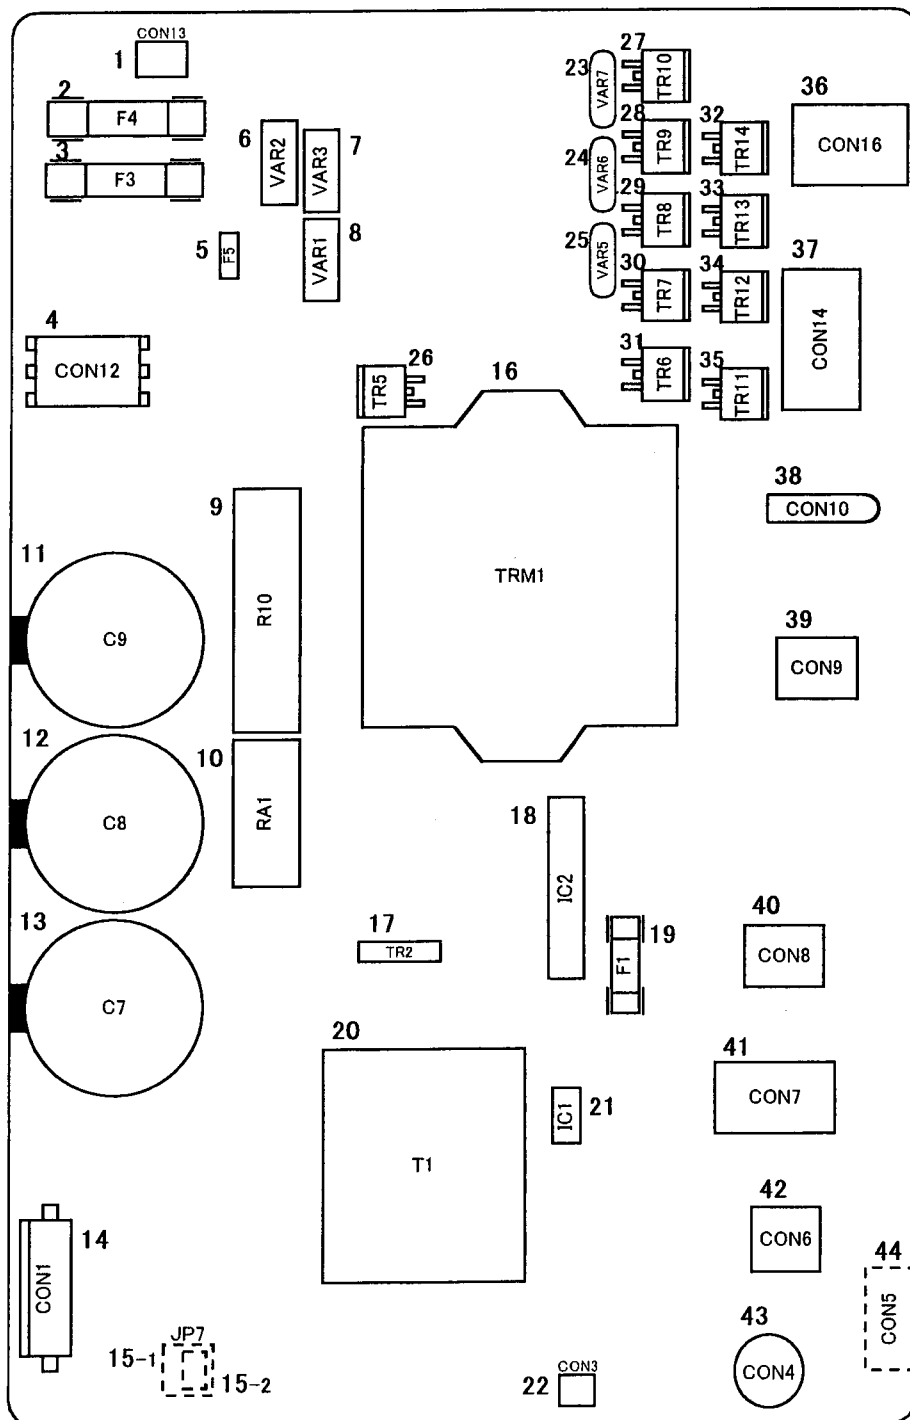 CON13
1
2
F4
3
F3
6
VAR2
7
VAR3
5
F5
8
VAR1
4
CON12
23
VAR7
24
VAR6
25
VAR5
27
TR10
28
TR9
29
TR8
30
TR7
31
TR6
32
TR14
33
TR13
34
TR12
35
TR11
36
CON16
37
CON14
26
TR5
16
TRM1
38
CON10
39
CON9
9
R10
10
RA1
11
C9
12
C8
13
C7
17
TR2
18
IC2
19
F1
20
T1
21
IC1
40
CON8
41
CON7
42
CON6
44
CON5
43
CON4
14
CON1
JP7
15-1
15-2
CON3
22